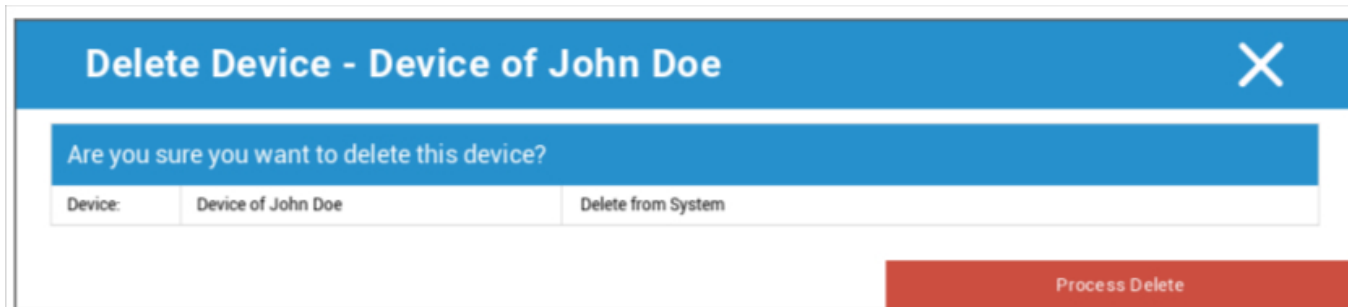 Delete Device - Device of John Doe
Are you sure you want to delete this device?
Device: Device of John Doe Delete from System
Process Delete